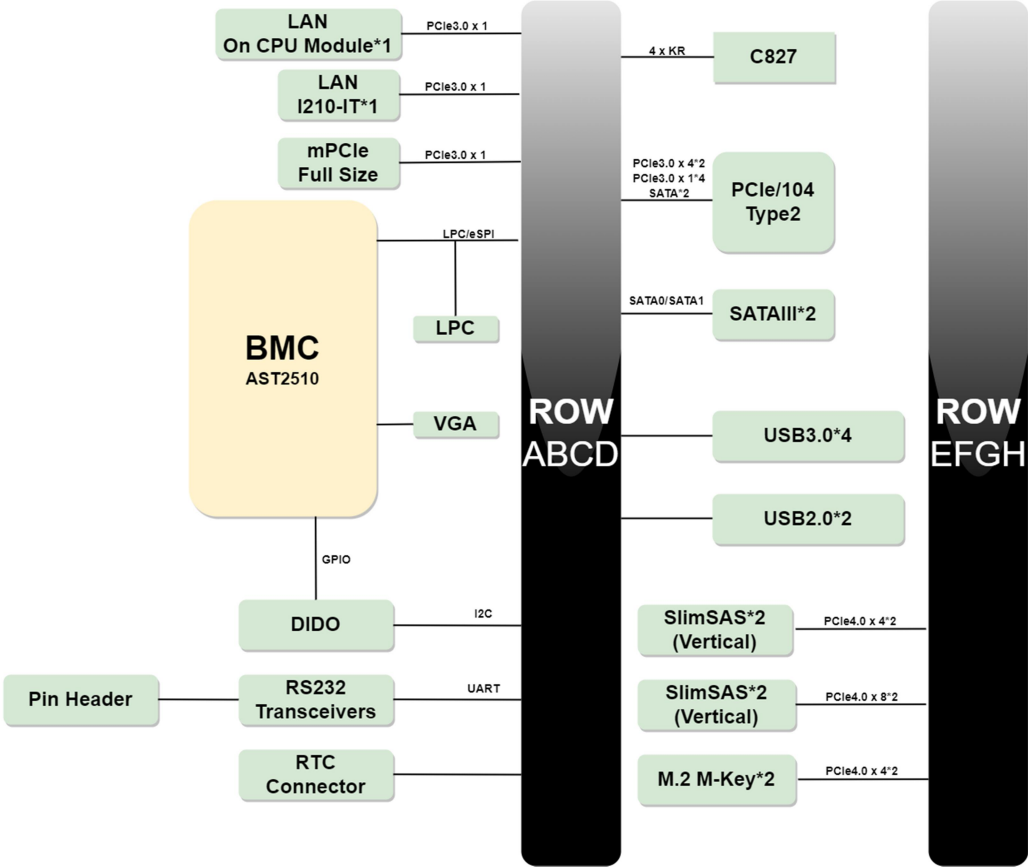 LAN
On CPU Module*1
PCIe3.0 x 1
LAN
I210-IT*1
PCIe3.0 x 1
mPCIe
Full Size
PCIe3.0 x 1
BMC
AST2510
LPC/eSPI
LPC
VGA
GPIO
DIDO
I2C
Pin Header
RS232
Transceivers
UART
RTC
Connector
ROW
ABCD
4 x KR
C827
PCIe3.0 x 4*2
PCIe3.0 x 1*4
SATA*2
PCIe/104
Type2
SATA0/SATA1
SATAIII*2
USB3.0*4
USB2.0*2
SlimSAS*2
(Vertical)
PCIe4.0 x 4*2
SlimSAS*2
(Vertical)
PCIe4.0 x 8*2
M.2 M-Key*2
PCIe4.0 x 4*2
ROW
EFGH